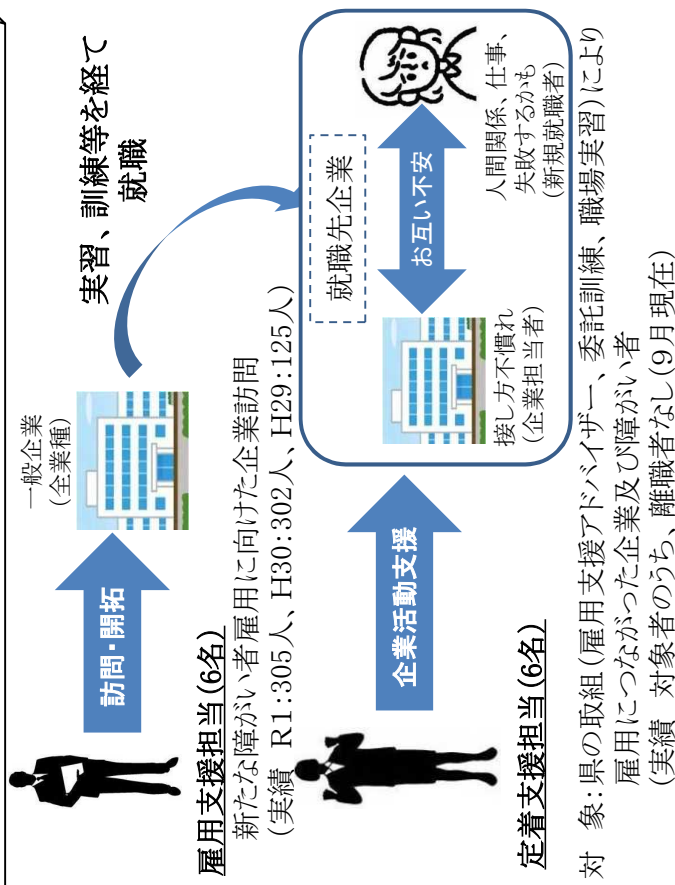 一般企業
(全業種)
訪問・開拓
実習、訓練等を経て
就職
雇用支援担当(6名)
新たな障がい者雇用に向けた企業訪問
(実績 R1:305人、H30:302人、H29:125人)
就職先企業
お互い不安
接し方不慣れ
(企業担当者)
人間関係、仕事、
失敗するかも
(新規就職者)
企業活動支援
定着支援担当(6名)
対 象:県の取組(雇用支援アドバイザー、委託訓練、職場実習)により
雇用につながった企業及び障がい者
(実績 対象者のうち、離職者なし(9月現在)